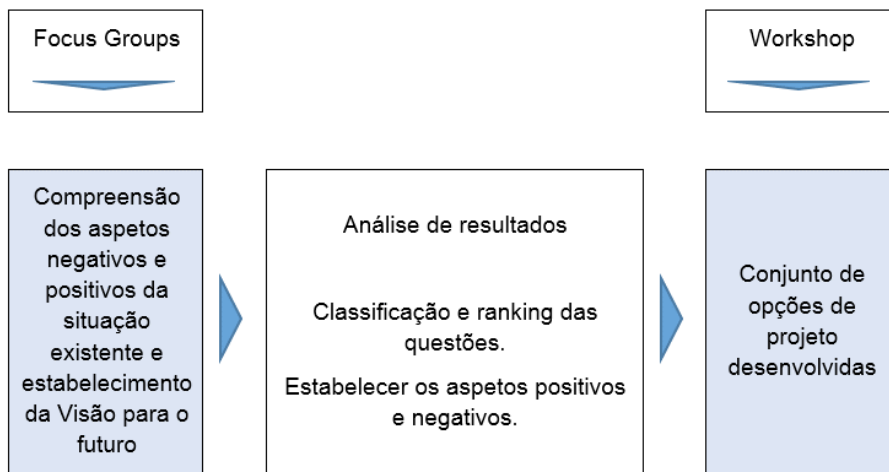 Focus Groups
Workshop
Compreensão
dos aspetos
negativos e
positivos da
situação
existente e
estabelecimento
da Visão para o
futuro
Análise de resultados
Classificação e ranking das
questões.
Estabelecer os aspetos positivos
e negativos.
Conjunto de
opções de
projeto
desenvolvidas